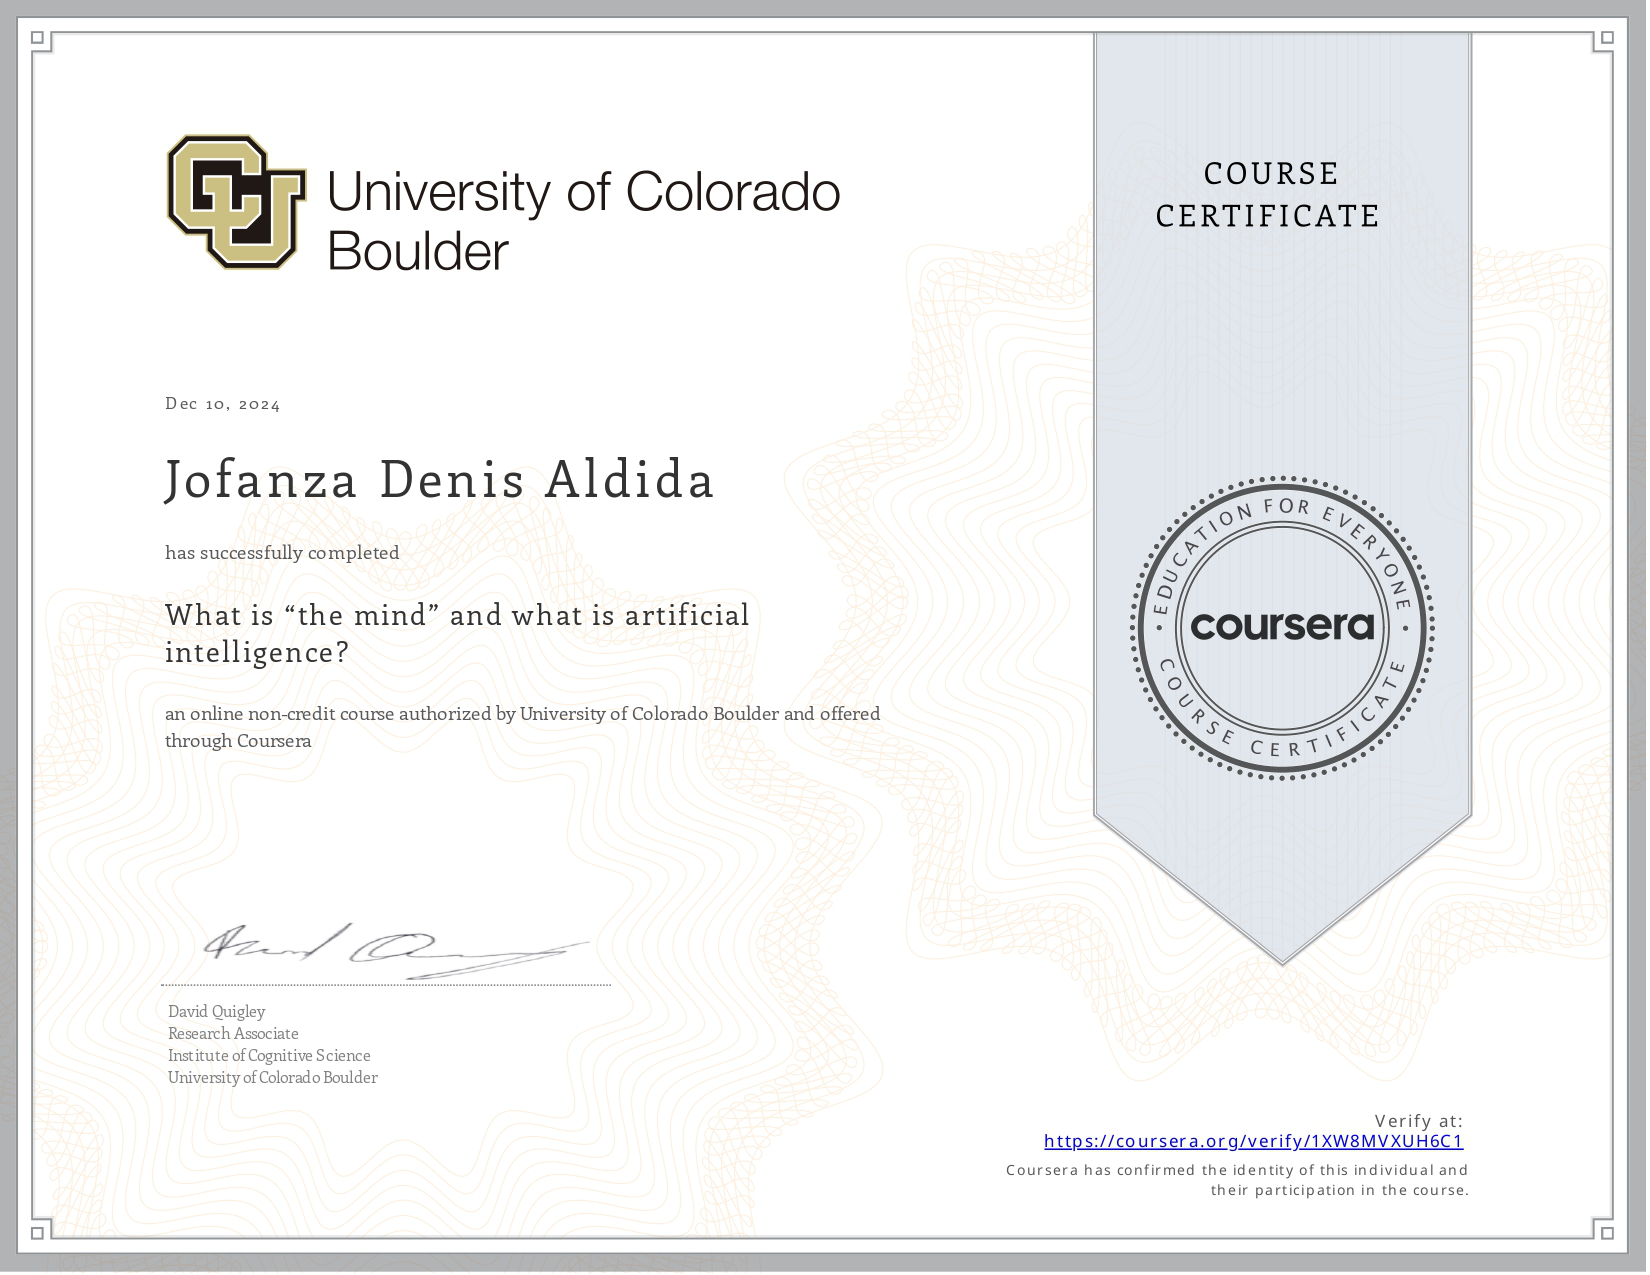 University of Colorado
Boulder
COURSE
CERTIFICATE
Dec 10, 2024
Jofanza Denis Aldida
has successfully completed
What is “the mind” and what is artificial
intelligence?
an online non-credit course authorized by University of Colorado Boulder and offered
through Coursera
EDUCATION FOR EVERYONE
coursera
COURSE CERTIFICATE
David Quigley
Research Associate
Institute of Cognitive Science
University of Colorado Boulder
Verify at:
https://coursera.org/verify/1XW8MVXUH6C1
Coursera has confirmed the identity of this individual and
their participation in the course.